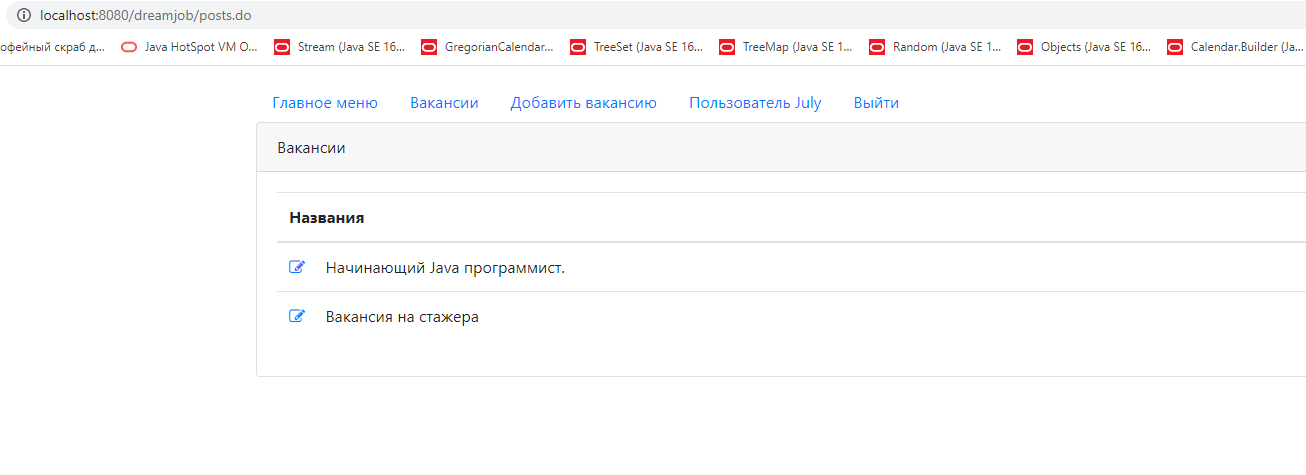 localhost:8080/dreamjob/posts.do
офейный скраб д... Java HotSpot VM O... Stream (Java SE 16... GregorianCalendar... TreeSet (Java SE 16... TreeMap (Java SE 1... Random (Java SE 1... Objects (Java SE 16... Calendar.Builder (Ja...
Главное меню Вакансии Добавить вакансию Пользователь July Выйти
Вакансии
Названия
Начинающий Java программист.
Вакансия на стажера